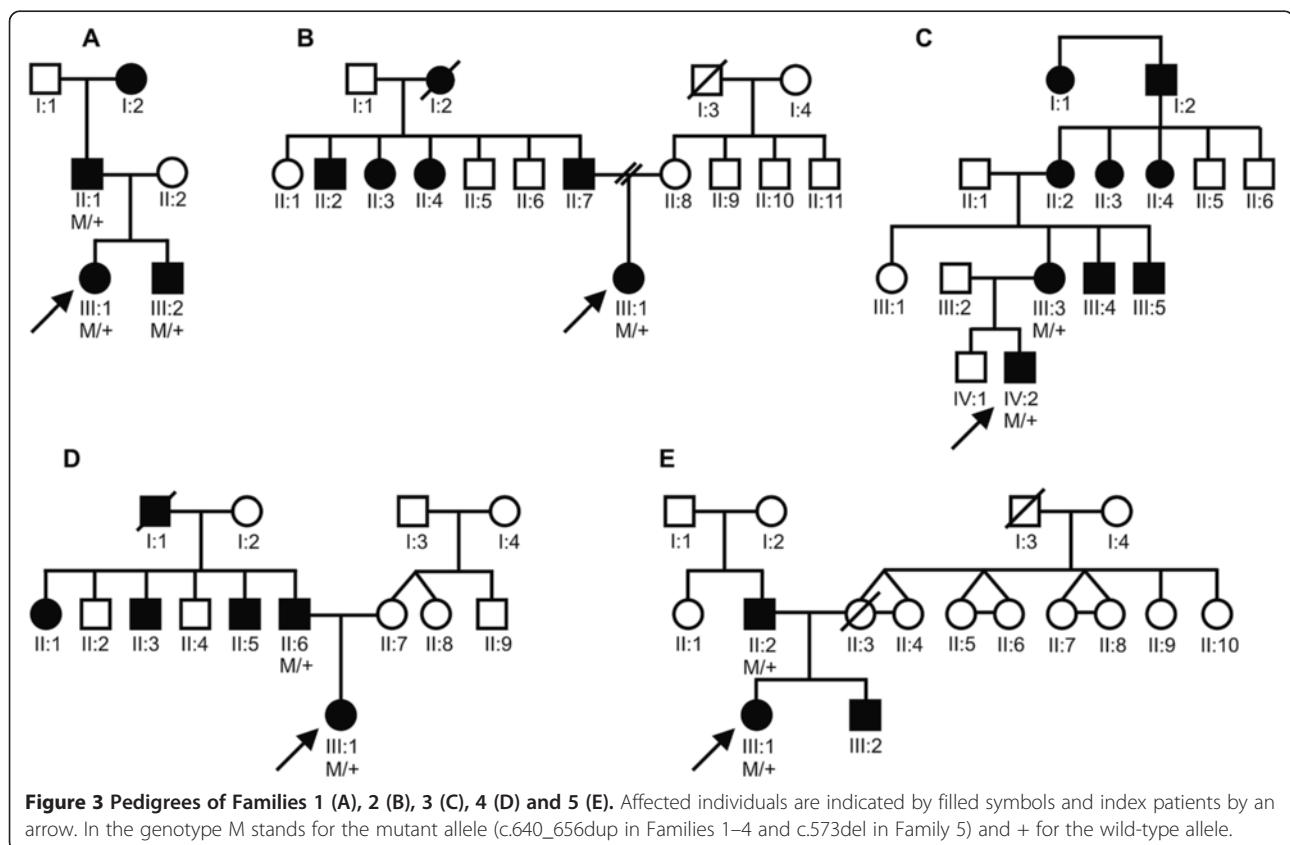 A
B
C
I:1
I:2
I:1
I:2
I:3
I:4
I:1
I:2
II:1
M/+
II:2
II:1
II:2
II:3
II:4
II:5
II:6
II:7
II:8
II:9
II:10
II:11
II:1
II:2
II:3
II:4
II:5
II:6
III:1
M/+
III:2
M/+
III:1
M/+
III:1
III:2
III:3
M/+
III:4
III:5
IV:1
IV:2
M/+
D
E
I:1
I:2
I:3
I:4
I:1
I:2
I:3
I:4
II:1
II:2
II:3
II:4
II:5
II:6
M/+
II:7
II:8
II:9
II:1
II:2
M/+
II:3
II:4
II:5
II:6
II:7
II:8
II:9
II:10
III:1
M/+
III:1
M/+
III:2
Figure 3 Pedigrees of Families 1 (A), 2 (B), 3 (C), 4 (D) and 5 (E). Affected individuals are indicated by filled symbols and index patients by an
arrow. In the genotype M stands for the mutant allele (c.640_656dup in Families 1–4 and c.573del in Family 5) and + for the wild-type allele.